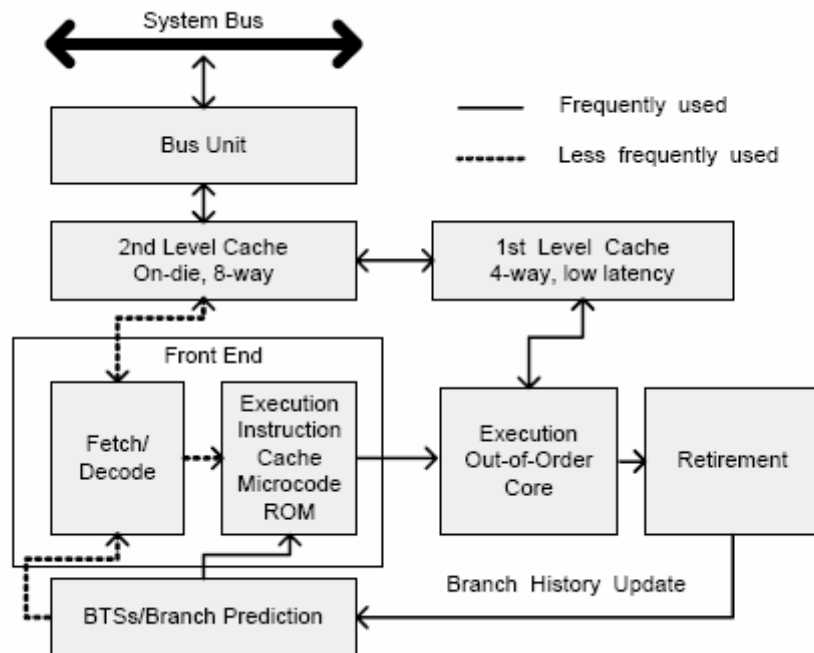 System Bus
Bus Unit
Frequently used
Less frequently used
2nd Level Cache
On-die, 8-way
1st Level Cache
4-way, low latency
Front End
Fetch/
Decode
Execution
Instruction
Cache
Microcode
ROM
Execution
Out-of-Order
Core
Retirement
Branch History Update
BTSs/Branch Prediction